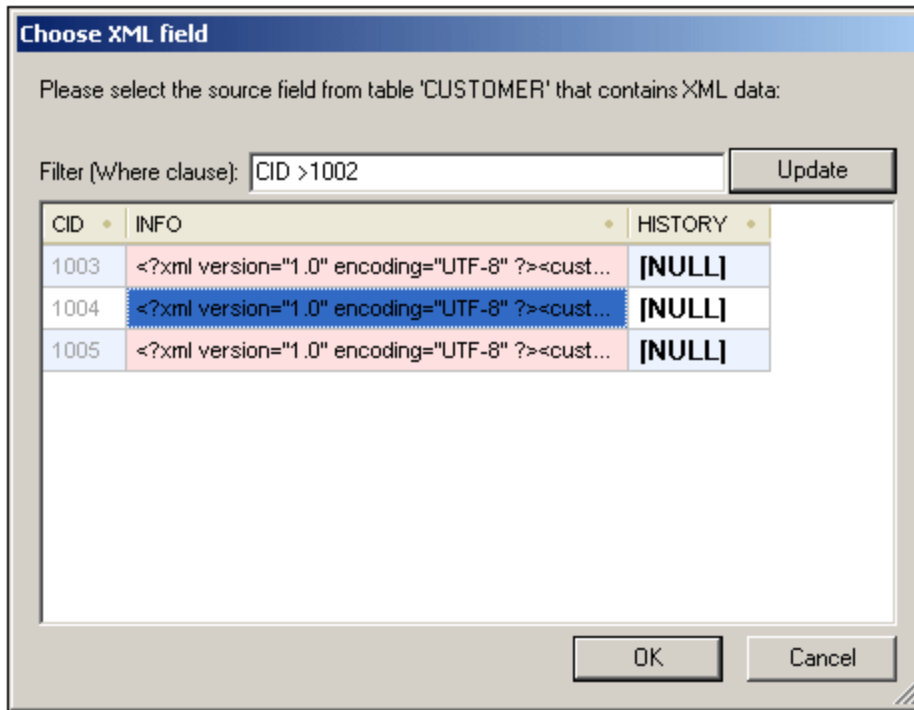 Choose XML field
Please select the source field from table 'CUSTOMER' that contains XML data:
Filter (Where clause): CID >1002 Update
CID INFO HISTORY
1003 <?xml version="1.0" encoding="UTF-8" ?><cust... [NULL]
1004 <?xml version="1.0" encoding="UTF-8" ?><cust... [NULL]
1005 <?xml version="1.0" encoding="UTF-8" ?><cust... [NULL]
OK Cancel